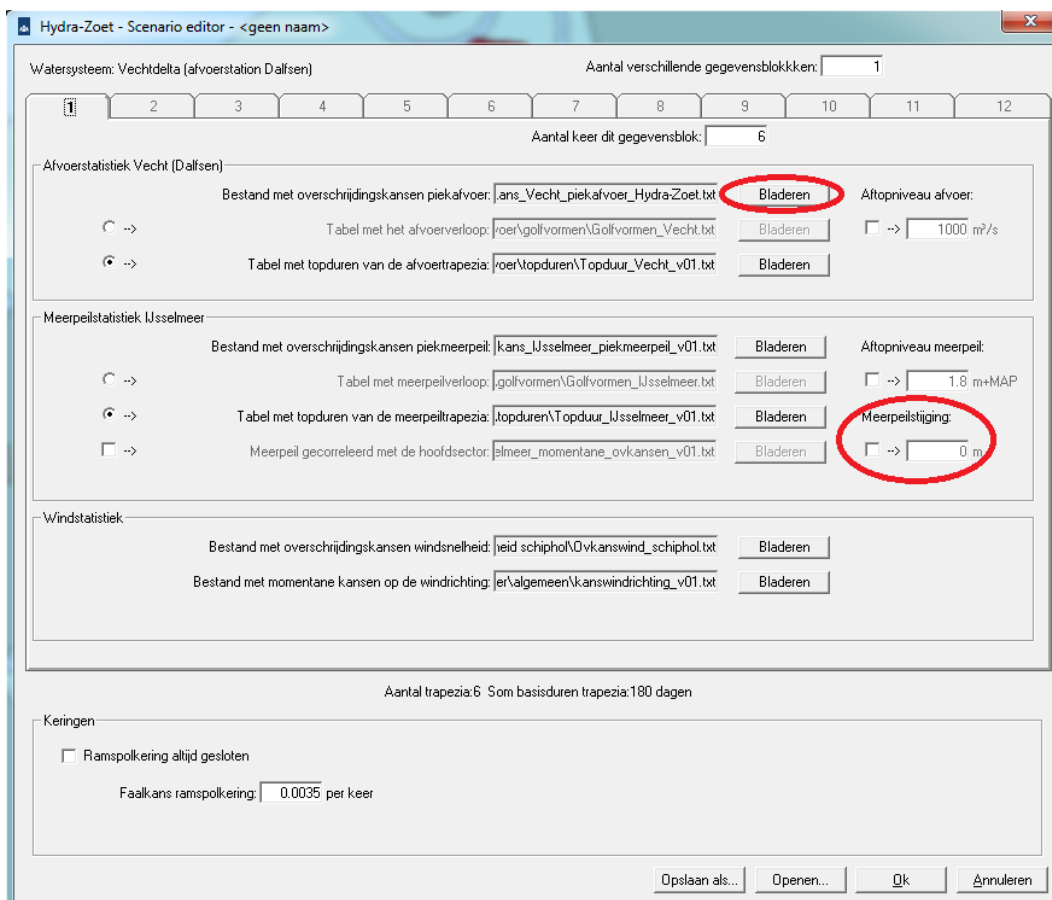 Hydra-Zoet - Scenario editor - <geen naam>
Watersysteem: Vechtdelta (afvoerstation Dalfsen) Aantal verschillende gegevensblokkken: 1
1 2 3 4 5 6 7 8 9 10 11 12
Aantal keer dit gegevensblok: 6
Afvoerstatistiek Vecht (Dalfsen)
Bestand met overschrijdingskansen piekafvoer: .ans_Vecht_piekafvoer_Hydra-Zoet.txt Bladeren Aftopniveau afvoer:
--> Tabel met het afvoerverloop: voer\golfvormen\Golfvormen_Vecht.txt Bladeren --> 1000 m³/s
--> Tabel met topduren van de afvoertrapezia: voer\topduren\Topduur_Vecht_v01.txt Bladeren
Meerpeilstatistiek IJsselmeer
Bestand met overschrijdingskansen piekmeerpeil: kans_IJsselmeer_piekmeerpeil_v01.txt Bladeren Aftopniveau meerpeil:
--> Tabel met meerpeilverloop: .golfvormen\Golfvormen_IJsselmeer.txt Bladeren --> 1.8 m+MAP
--> Tabel met topduren van de meerpeiltrapezia: .topduren\Topduur_IJsselmeer_v01.txt Bladeren Meerpeilstijging:
--> Meerpeil gecorreleerd met de hoofdsector: elmeer_momentane_ovkansen_v01.txt Bladeren --> 0 m
Windstatistiek
Bestand met overschrijdingskansen windsnelheid: heid schiphol\Ovkanswind_schiphol.txt Bladeren
Bestand met momentane kansen op de windrichting: er\algemeen\kanswindrichting_v01.txt Bladeren
Aantal trapezia:6 Som basisduren trapezia:180 dagen
Keringen
Ramspolkering altijd gesloten
Faalkans ramspolkering: 0.0035 per keer
Opslaan als... Openen... Ok Annuleren